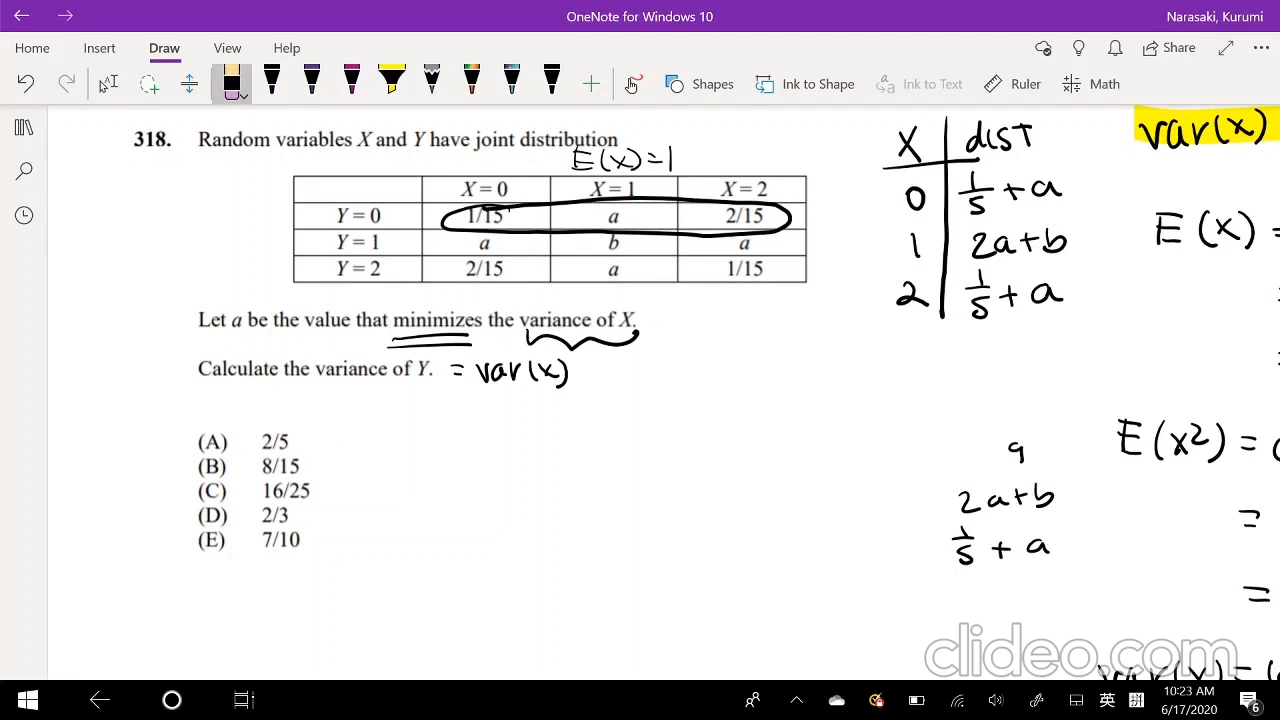 OneNote for Windows 10
Narasaki, Kurumi
Home Insert Draw View Help
Share
Shapes Ink to Shape Ink to Text Ruler Math
318. Random variables X and Y have joint distribution
E(x)=1
X = 0 X = 1 X = 2
Y = 0 1/15 a 2/15
Y = 1 a b a
Y = 2 2/15 a 1/15
Let a be the value that minimizes the variance of X.
Calculate the variance of Y. = var(x)
(A) 2/5
(B) 8/15
(C) 16/25
(D) 2/3
(E) 7/10
X dist
0 1/5 + a
1 2a+b
2 1/5 + a
2a+b
1/5 + a
var(x)
E(x) =
E(x²) =
=
=
var(x) =
clideo.com
英
拼
10:23 AM
6/17/2020
6